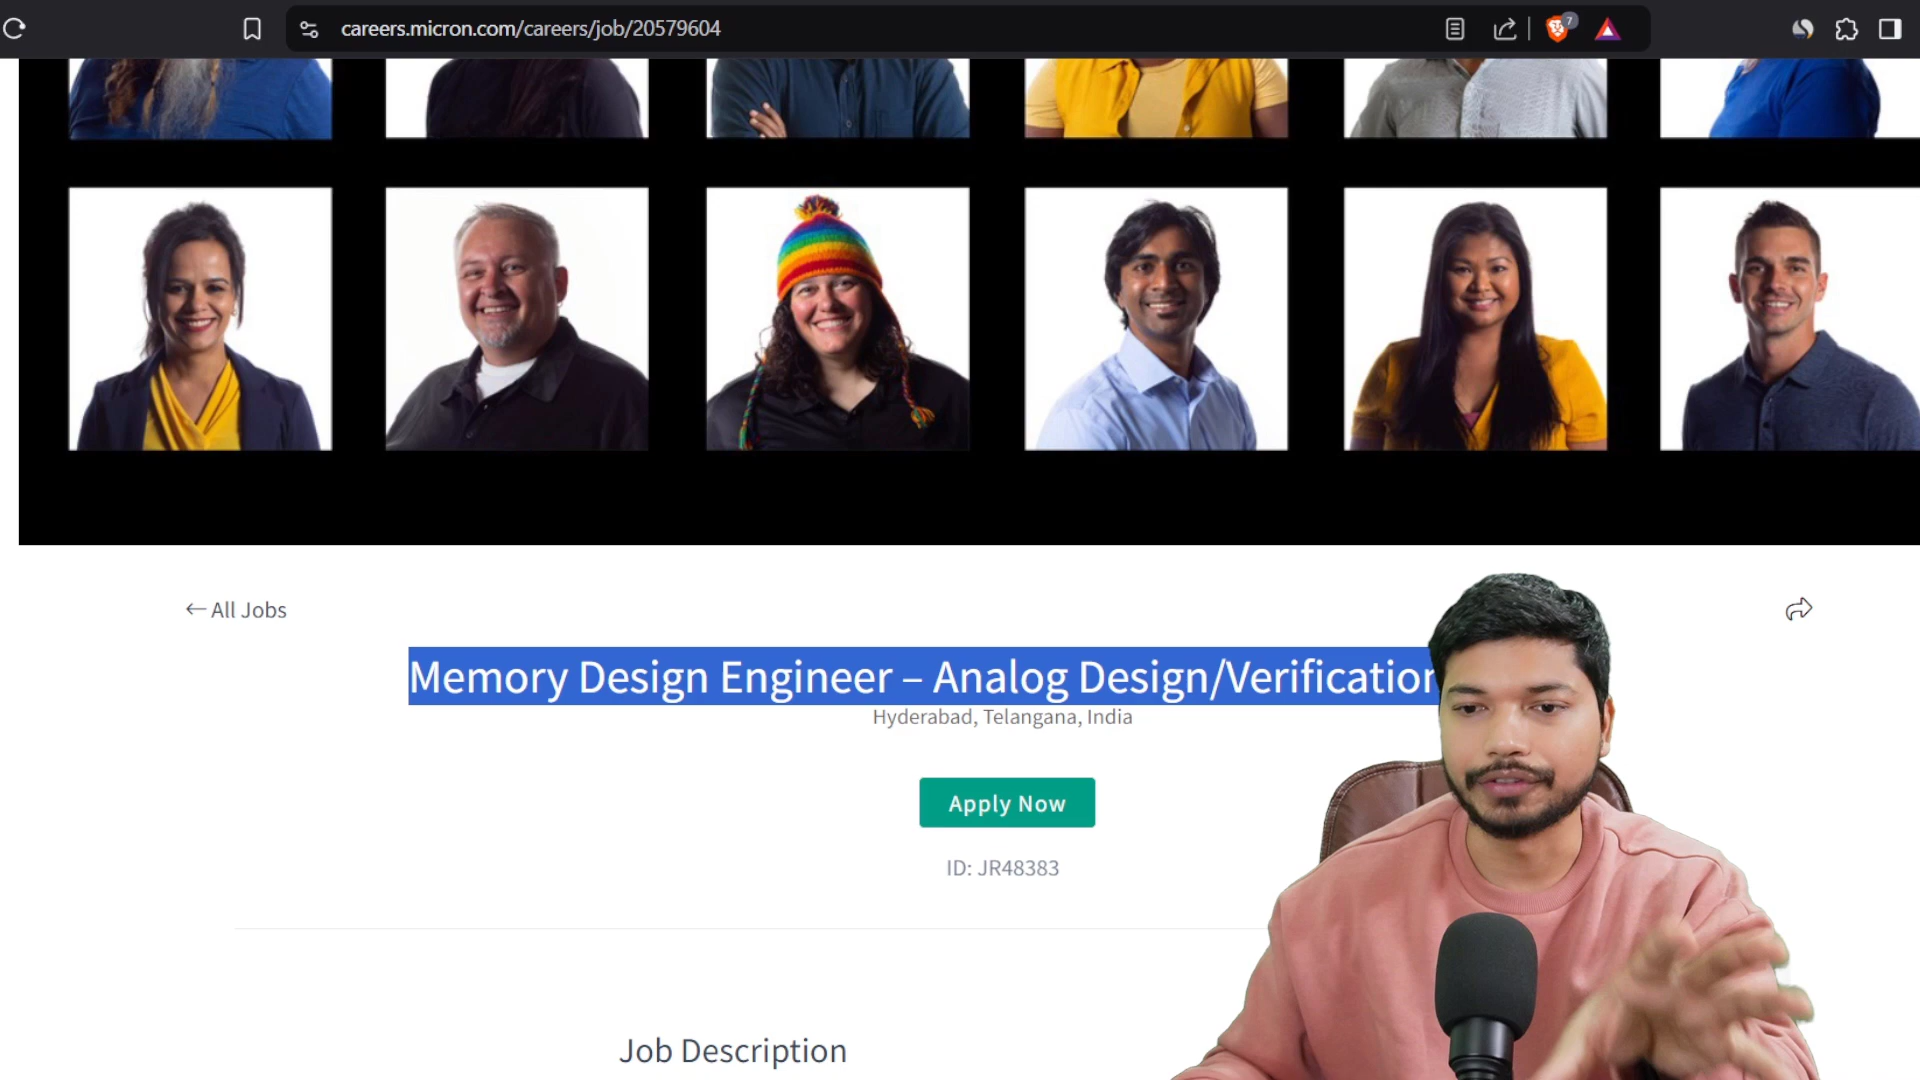 careers.micron.com/careers/job/20579604
7
← All Jobs
Memory Design Engineer – Analog Design/Verification
Hyderabad, Telangana, India
Apply Now
ID: JR48383
Job Description